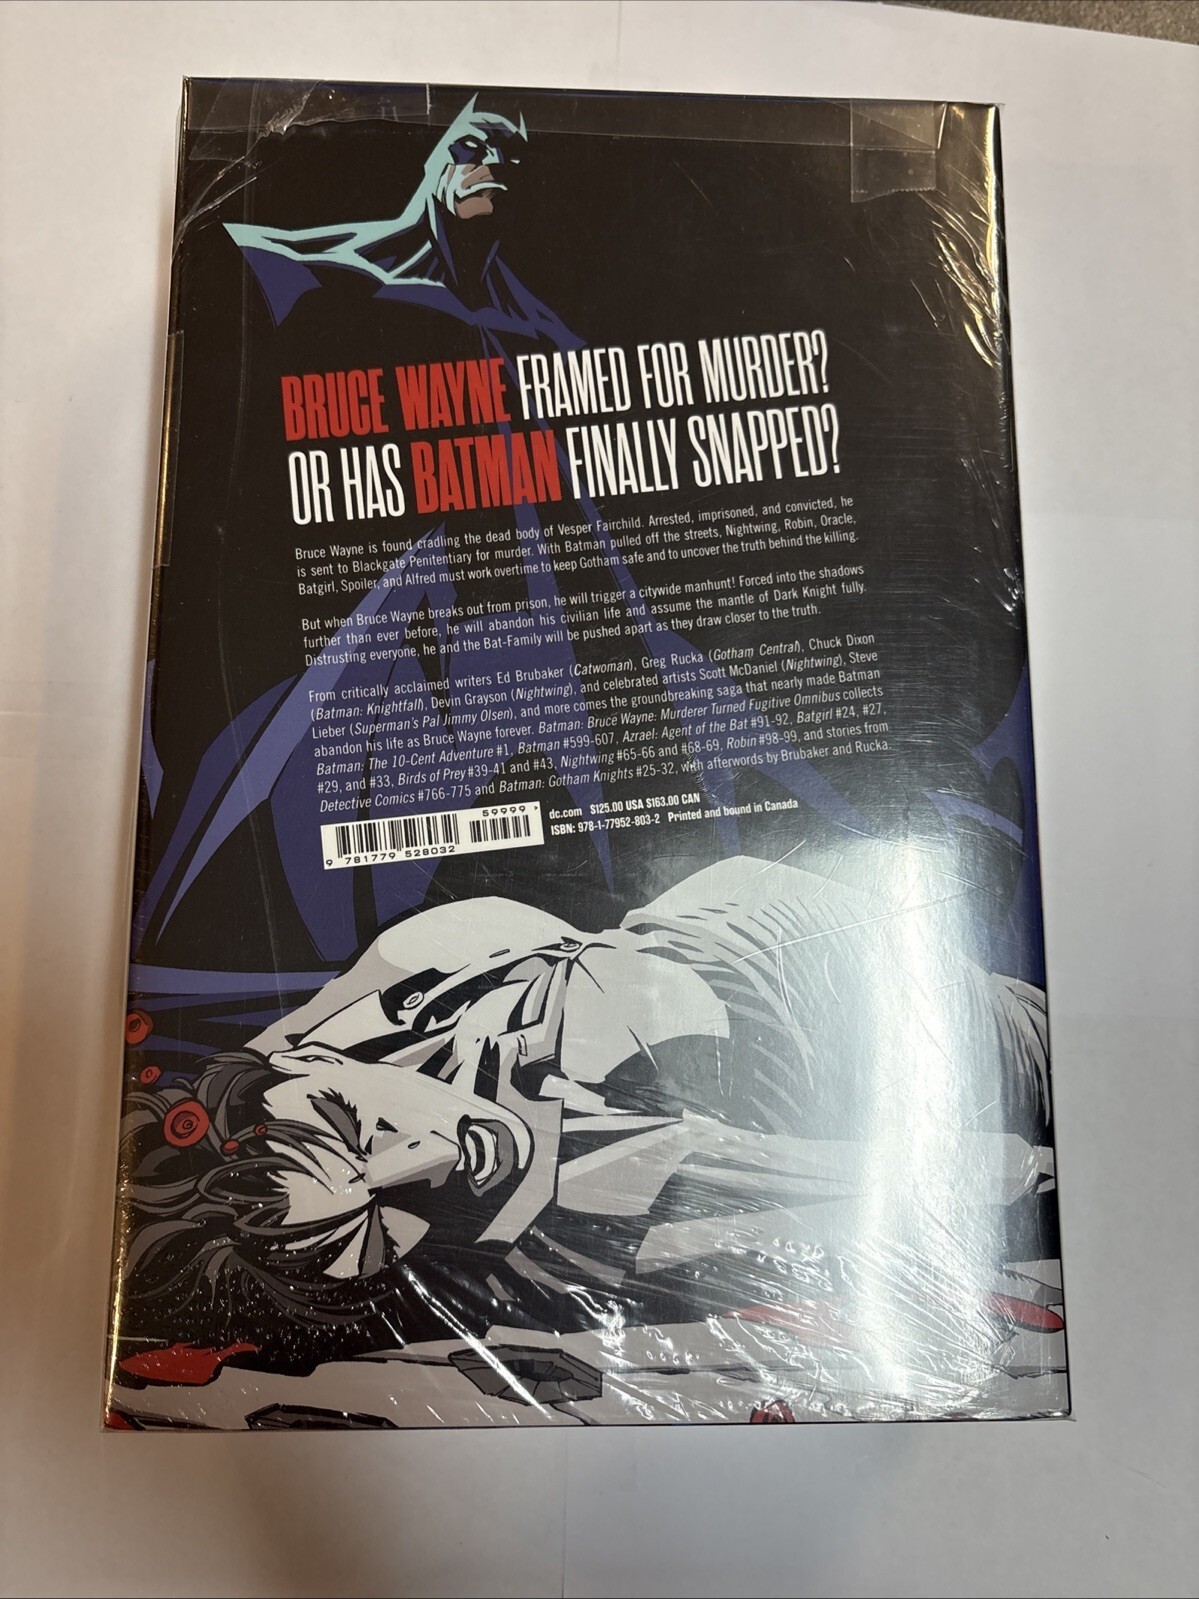 BRUCE WAYNE FRAMED FOR MURDER?
OR HAS BATMAN FINALLY SNAPPED?
Bruce Wayne is found cradling the dead body of Vesper Fairchild. Arrested, imprisoned, and convicted, he
is sent to Blackgate Penitentiary for murder. With Batman pulled off the streets, Nightwing, Robin, Oracle,
Batgirl, Spoiler, and Alfred must work overtime to keep Gotham safe and to uncover the truth behind the killing.
But when Bruce Wayne breaks out from prison, he will trigger a citywide manhunt! Forced into the shadows
further than ever before, he will abandon his civilian life and assume the mantle of Dark Knight fully.
Distrusting everyone, he and the Bat-Family will be pushed apart as they draw closer to the truth.
From critically acclaimed writers Ed Brubaker (Catwoman), Greg Rucka (Gotham Central), Chuck Dixon
(Batman: Knightfall), Devin Grayson (Nightwing), and celebrated artists Scott McDaniel (Nightwing), Steve
Lieber (Superman's Pal Jimmy Olsen), and more comes the groundbreaking saga that nearly made Batman
abandon his life as Bruce Wayne forever. Batman: Bruce Wayne: Murderer Turned Fugitive Omnibus collects
Batman: The 10-Cent Adventure #1, Batman #599-607, Azrael: Agent of the Bat #91-92, Batgirl #24, #27,
#29, and #33, Birds of Prey #39-41 and #43, Nightwing #65-66 and #68-69, Robin #98-99, and stories from
Detective Comics #766-775 and Batman: Gotham Knights #25-32, with afterwords by Brubaker and Rucka.
59999 >
9 781779 528032
dc.com $125.00 USA $163.00 CAN
ISBN: 978-1-77952-803-2 Printed and bound in Canada